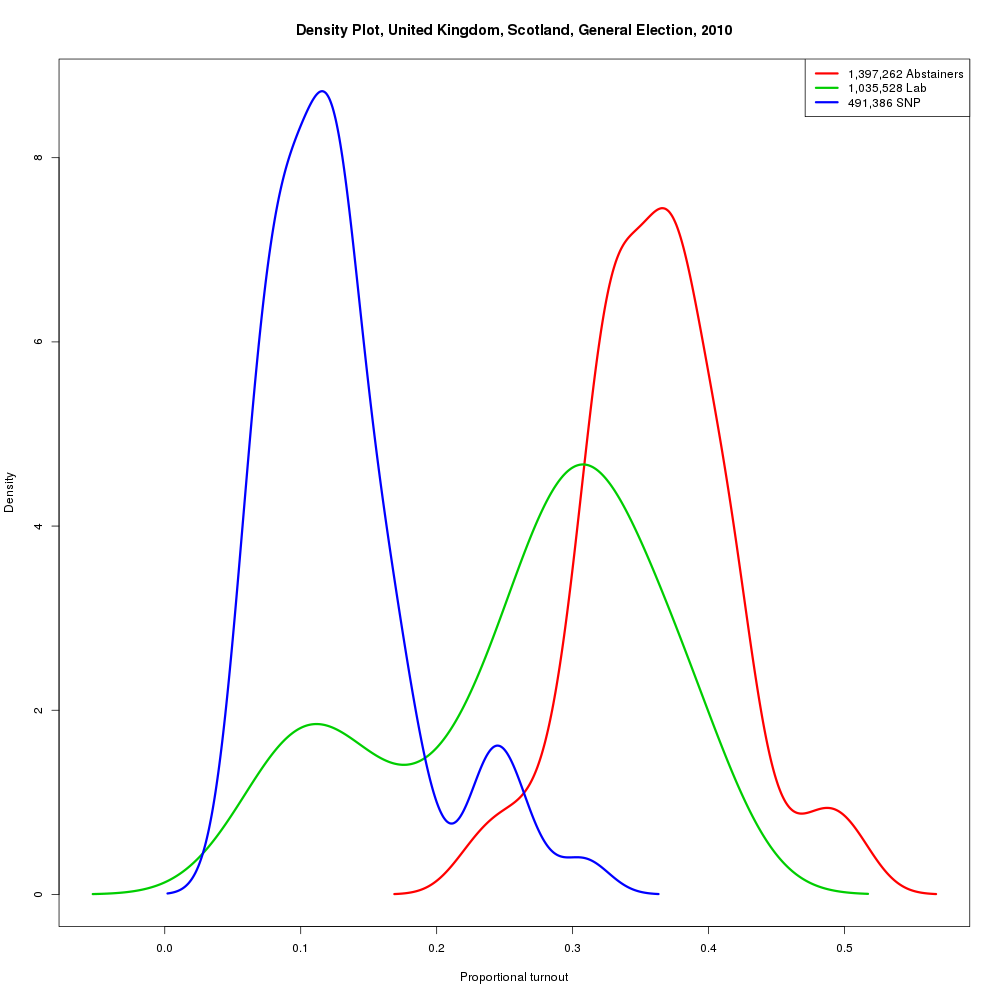 Density Plot, United Kingdom, Scotland, General Election, 2010
1,397,262 Abstainers
1,035,528 Lab
491,386 SNP
Density
8
6
4
2
0
0.0 0.1 0.2 0.3 0.4 0.5
Proportional turnout